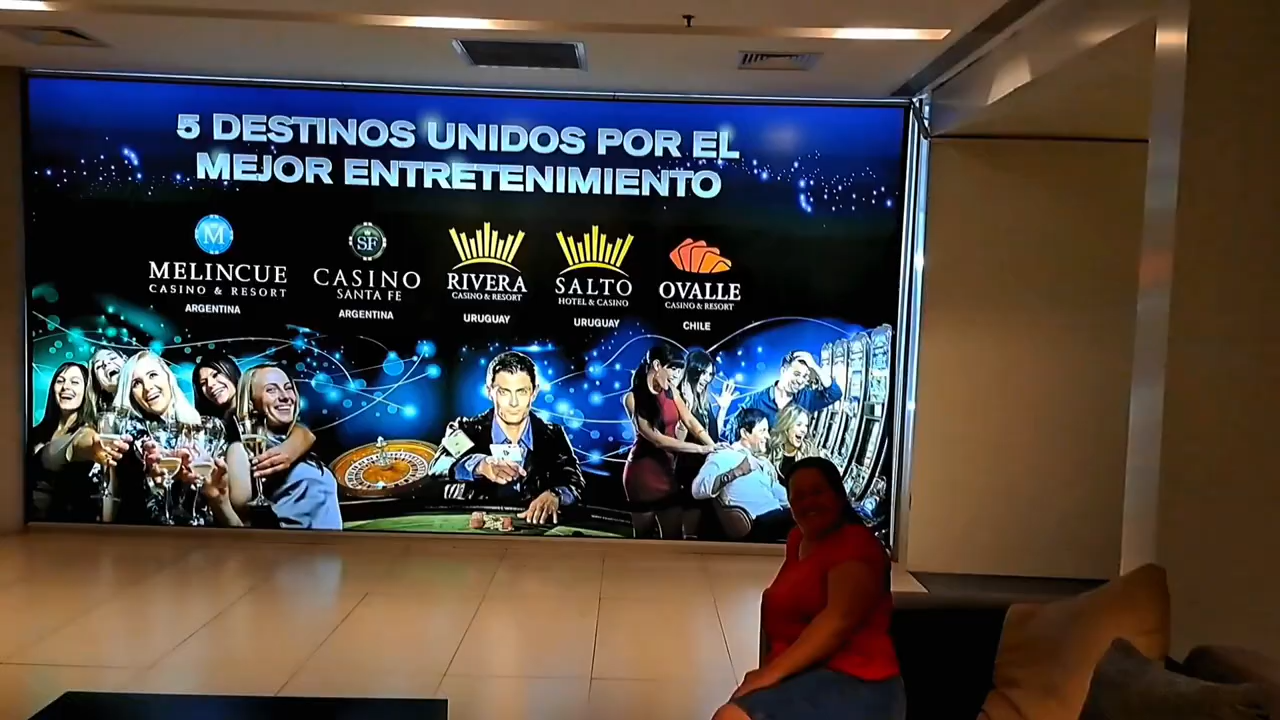 5 DESTINOS UNIDOS POR EL
MEJOR ENTRETENIMIENTO
M
MELINCUE
CASINO & RESORT
ARGENTINA
SF
CASINO
SANTA FE
ARGENTINA
RIVERA
CASINO & RESORT
URUGUAY
SALTO
HOTEL & CASINO
URUGUAY
OVALLE
CASINO & RESORT
CHILE